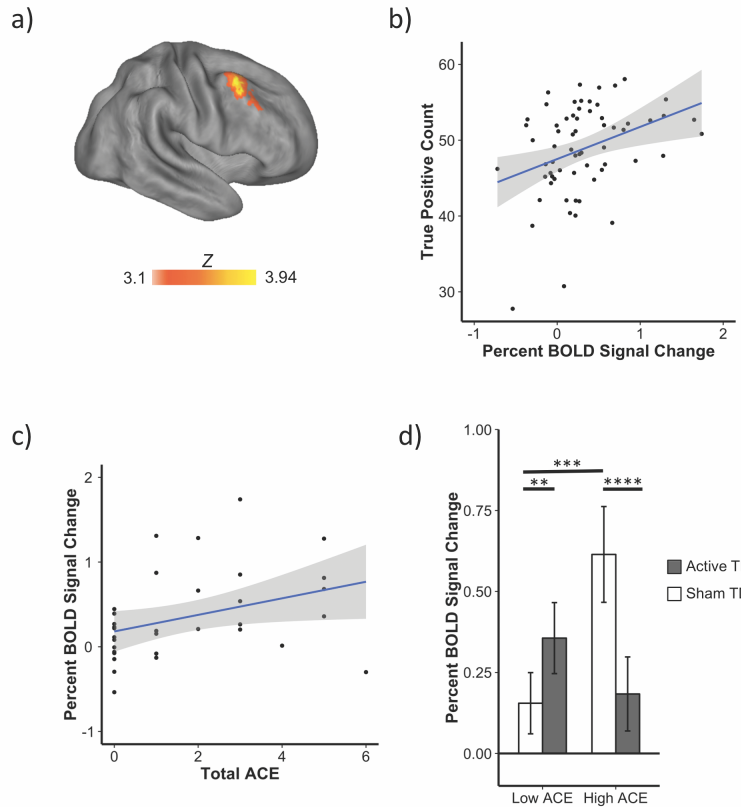 a)
Z
3.1
3.94
b)
True Positive Count
60
50
40
30
-1
0
1
2
Percent BOLD Signal Change
c)
Percent BOLD Signal Change
2
1
0
-1
0
2
4
6
Total ACE
d)
Percent BOLD Signal Change
1.00
0.75
0.50
0.25
0.00
***
**
****
Low ACE
High ACE
Active T
Sham TI